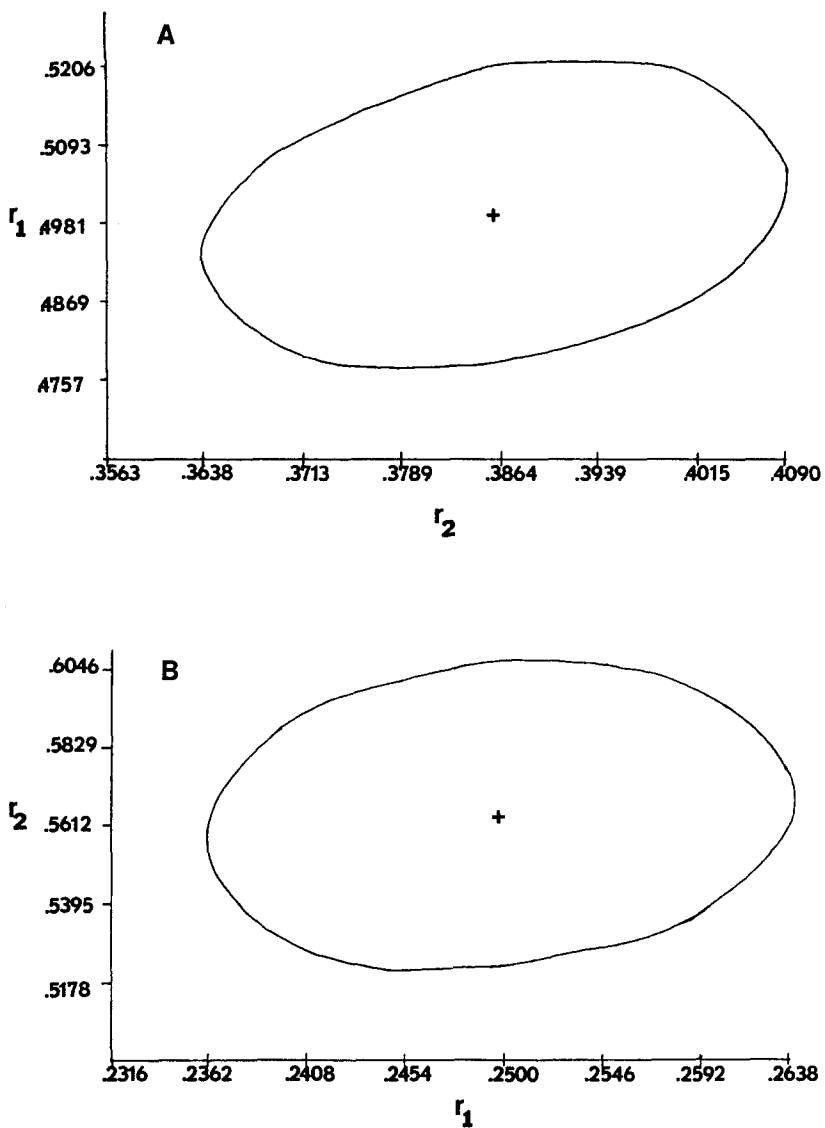 A
.5206
.5093
r1 .4981
.4869
.4757
.3563 .3638 .3713 .3789 .3864 .3939 .4015 .4090
r2
B
.6046
.5829
r2 .5612
.5395
.5178
.2316 .2362 .2408 .2454 .2500 .2546 .2592 .2638
r1